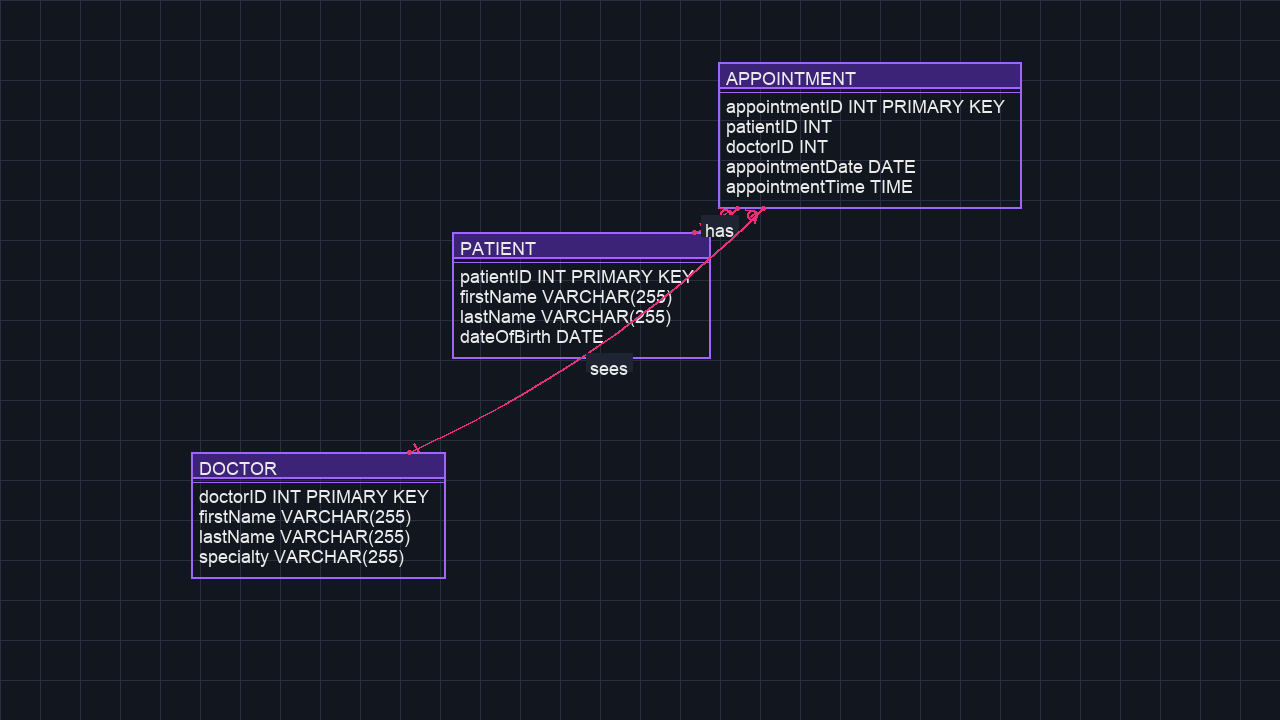 APPOINTMENT
appointmentID INT PRIMARY KEY
patientID INT
doctorID INT
appointmentDate DATE
appointmentTime TIME
has
PATIENT
patientID INT PRIMARY KEY
firstName VARCHAR(255)
lastName VARCHAR(255)
dateOfBirth DATE
sees
DOCTOR
doctorID INT PRIMARY KEY
firstName VARCHAR(255)
lastName VARCHAR(255)
specialty VARCHAR(255)